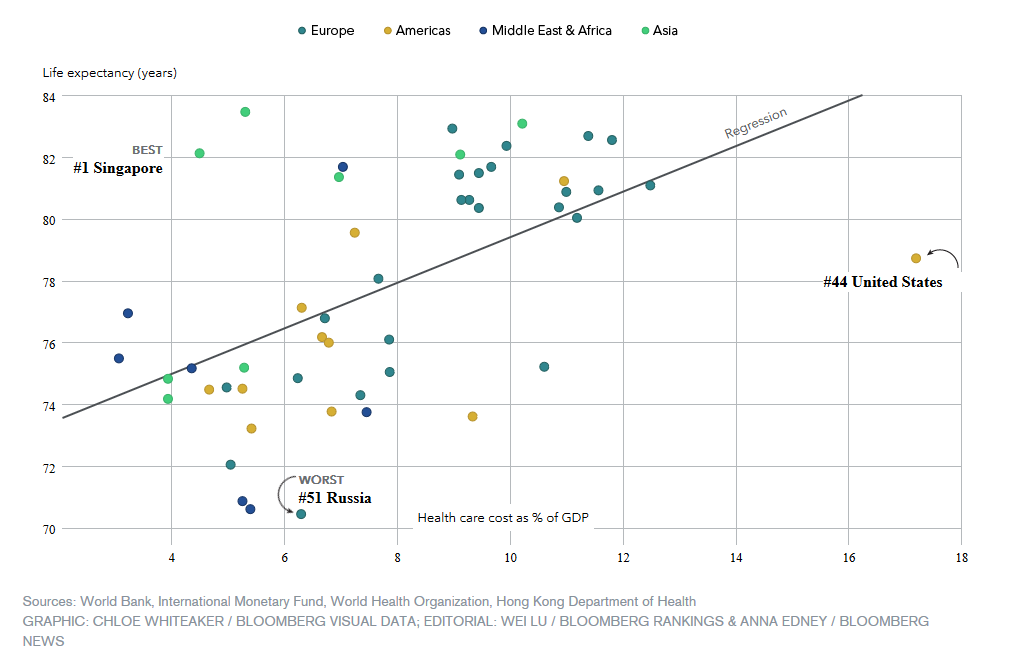 Europe Americas Middle East & Africa Asia
Life expectancy (years)
84
82
80
78
76
74
72
70
Regression
BEST
#1 Singapore
#44 United States
WORST
#51 Russia
Health care cost as % of GDP
4 6 8 10 12 14 16 18
Sources: World Bank, International Monetary Fund, World Health Organization, Hong Kong Department of Health
GRAPHIC: CHLOE WHITEAKER / BLOOMBERG VISUAL DATA; EDITORIAL: WEI LU / BLOOMBERG RANKINGS & ANNA EDNEY / BLOOMBERG
NEWS